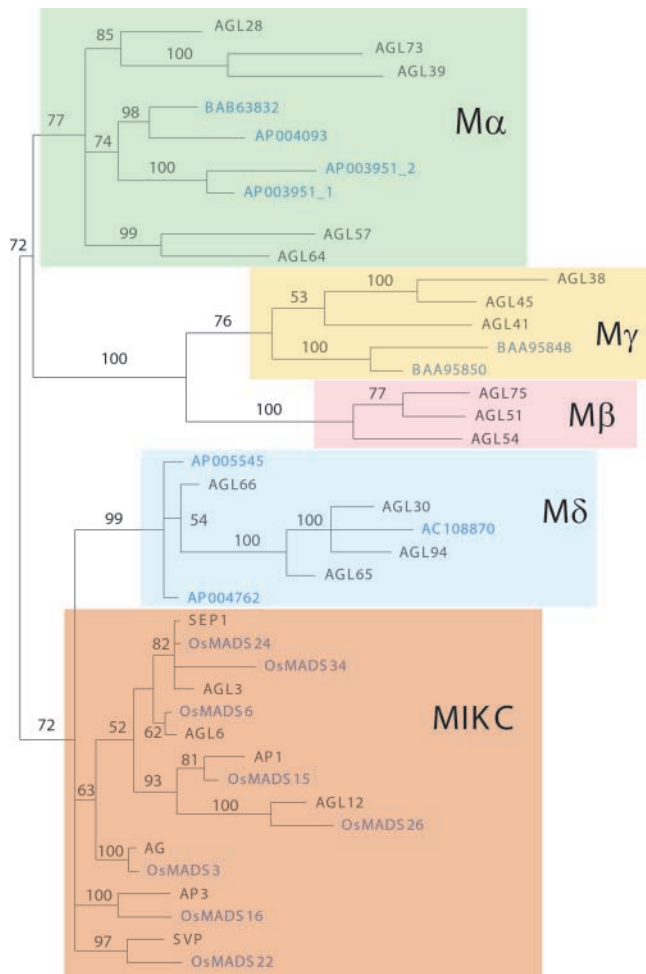 AGL28
85
AGL73
100
AGL39
BAB63832
98
Mα
77
AP004093
74
AP003951_2
100
AP003951_1
AGL57
99
AGL64
72
AGL38
100
53
AGL45
76
AGL41
Mγ
BAA95848
100
BAA95850
100
AGL75
77
100
AGL51
Mβ
AGL54
AP005545
AGL66
Mδ
99
54
AGL30
100
AC108870
100
AGL94
AGL65
AP004762
SEP1
82
OsMADS24
OsMADS34
AGL3
OsMADS6
MIKC
52
62
AGL6
72
AP1
81
93
OsMADS15
63
AGL12
100
OsMADS26
AG
100
OsMADS3
AP3
100
OsMADS16
SVP
97
OsMADS22